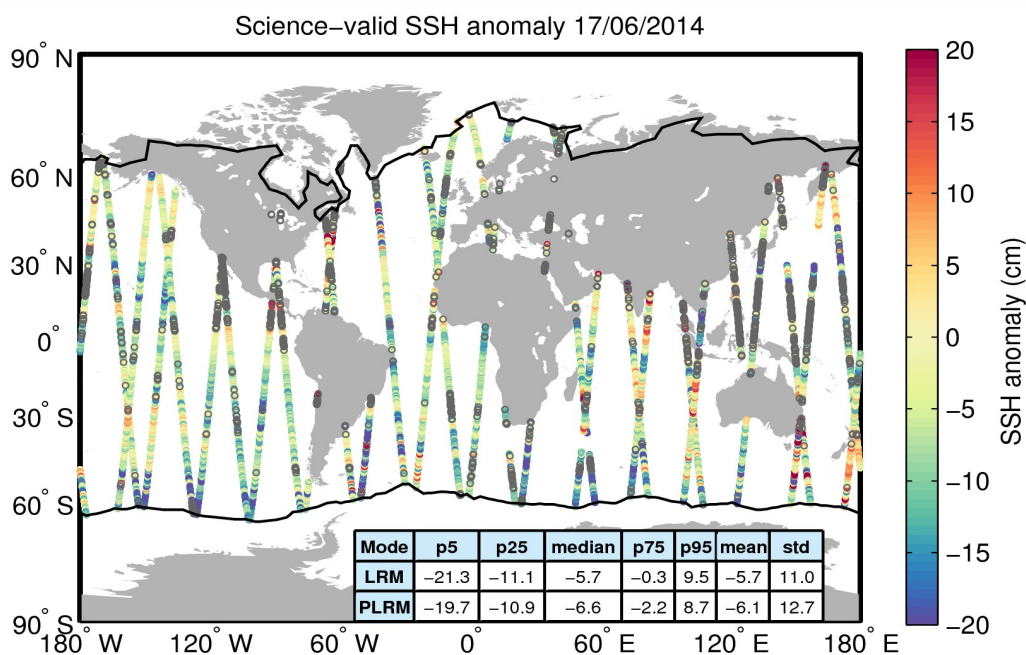 Science−valid SSH anomaly 17/06/2014
90° N
60° N
30° N
0°
30° S
60° S
90° S
180° W
120° W
60° W
0°
60° E
120° E
180° E
20
15
10
5
0
−5
−10
−15
−20
SSH anomaly (cm)
Mode p5 p25 median p75 p95 mean std
LRM −21.3 −11.1 −5.7 −0.3 9.5 −5.7 11.0
PLRM −19.7 −10.9 −6.6 −2.2 8.7 −6.1 12.7